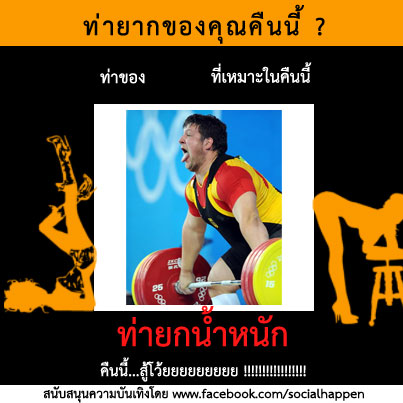 ท่ายากของคุณคืนนี้ ?
ท่าของ ที่เหมาะในคืนนี้
25
25
ท่ายกน้ำหนัก
คืนนี้...สู้โว้ยยยยยยยยย !!!!!!!!!!!!!!!!!
สนับสนุนความบันเทิงโดย www.facebook.com/socialhappen